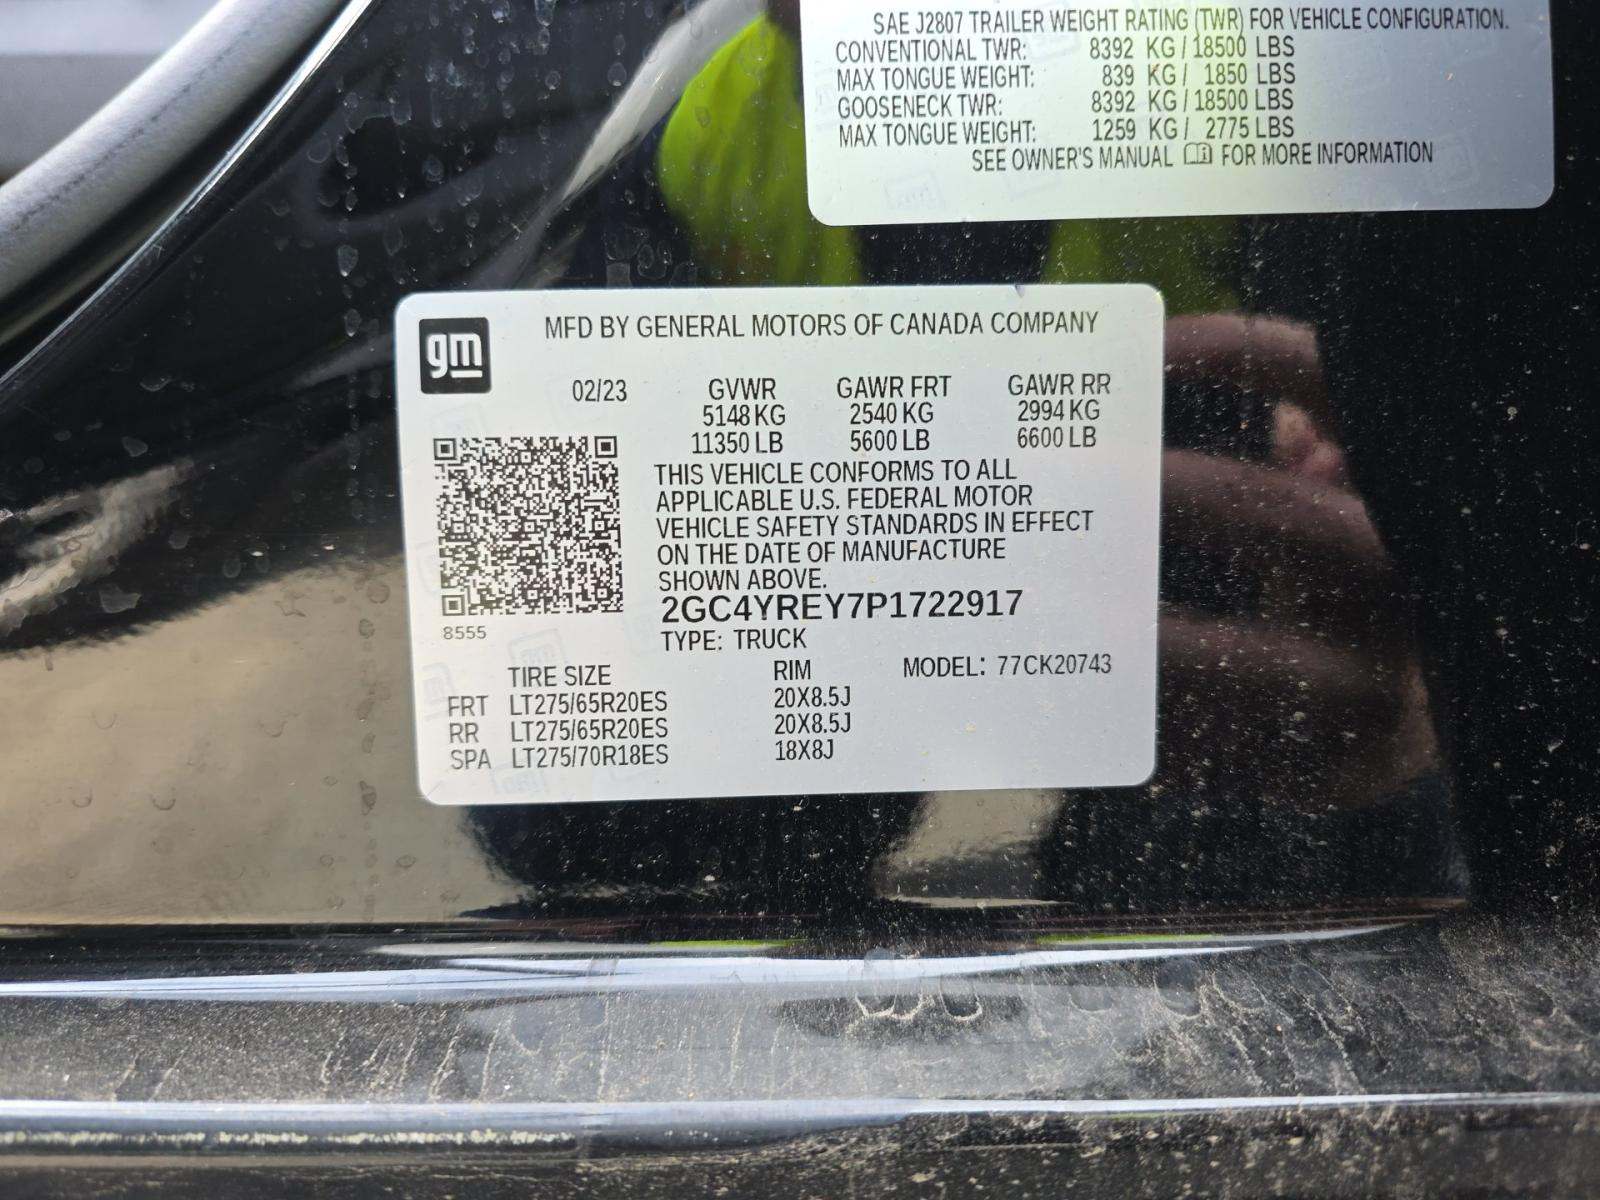 SAE J2807 TRAILER WEIGHT RATING (TWR) FOR VEHICLE CONFIGURATION.
CONVENTIONAL TWR: 8392 KG / 18500 LBS
MAX TONGUE WEIGHT: 839 KG / 1850 LBS
GOOSENECK TWR: 8392 KG / 18500 LBS
MAX TONGUE WEIGHT: 1259 KG / 2775 LBS
SEE OWNER'S MANUAL FOR MORE INFORMATION
gm
MFD BY GENERAL MOTORS OF CANADA COMPANY
02/23 GVWR GAWR FRT GAWR RR
5148 KG 2540 KG 2994 KG
11350 LB 5600 LB 6600 LB
THIS VEHICLE CONFORMS TO ALL
APPLICABLE U.S. FEDERAL MOTOR
VEHICLE SAFETY STANDARDS IN EFFECT
ON THE DATE OF MANUFACTURE
SHOWN ABOVE.
2GC4YREY7P1722917
8555
TYPE: TRUCK
TIRE SIZE RIM MODEL: 77CK20743
FRT LT275/65R20ES 20X8.5J
RR LT275/65R20ES 20X8.5J
SPA LT275/70R18ES 18X8J